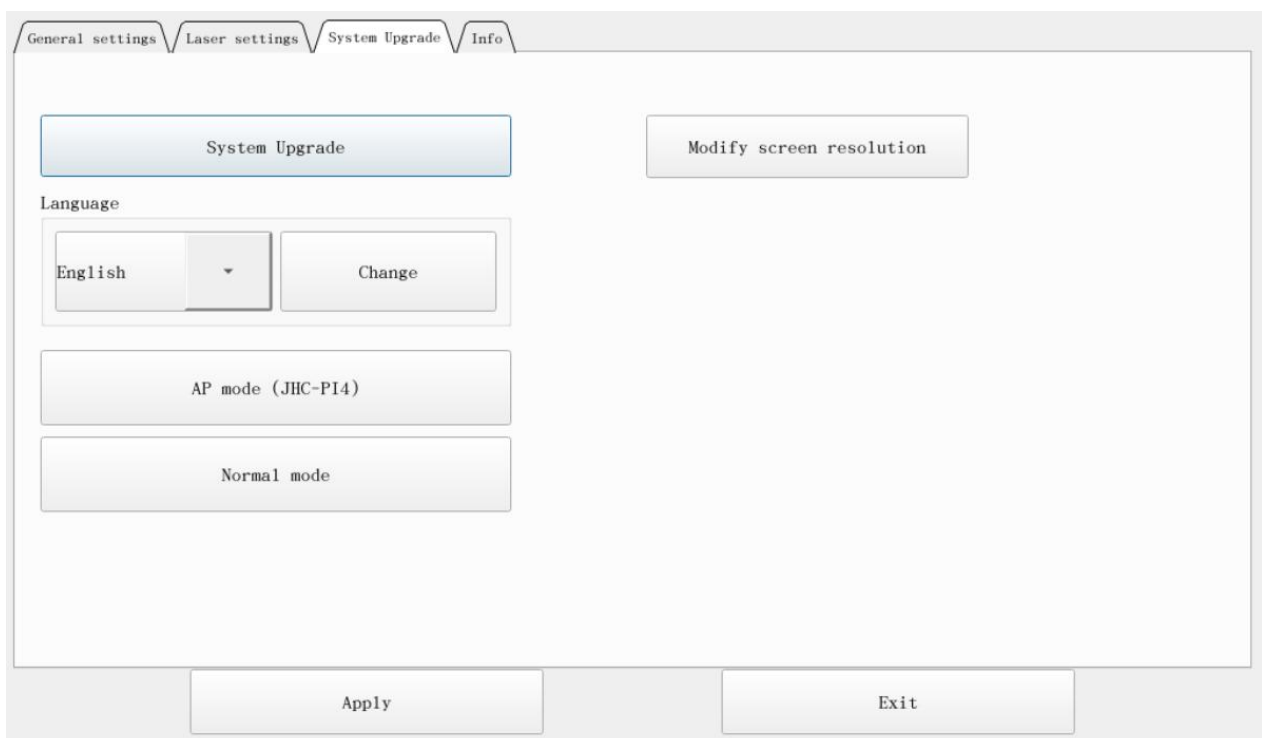 General settings
Laser settings
System Upgrade
Info
System Upgrade
Modify screen resolution
Language
English
Change
AP mode (JHC-PI4)
Normal mode
Apply
Exit